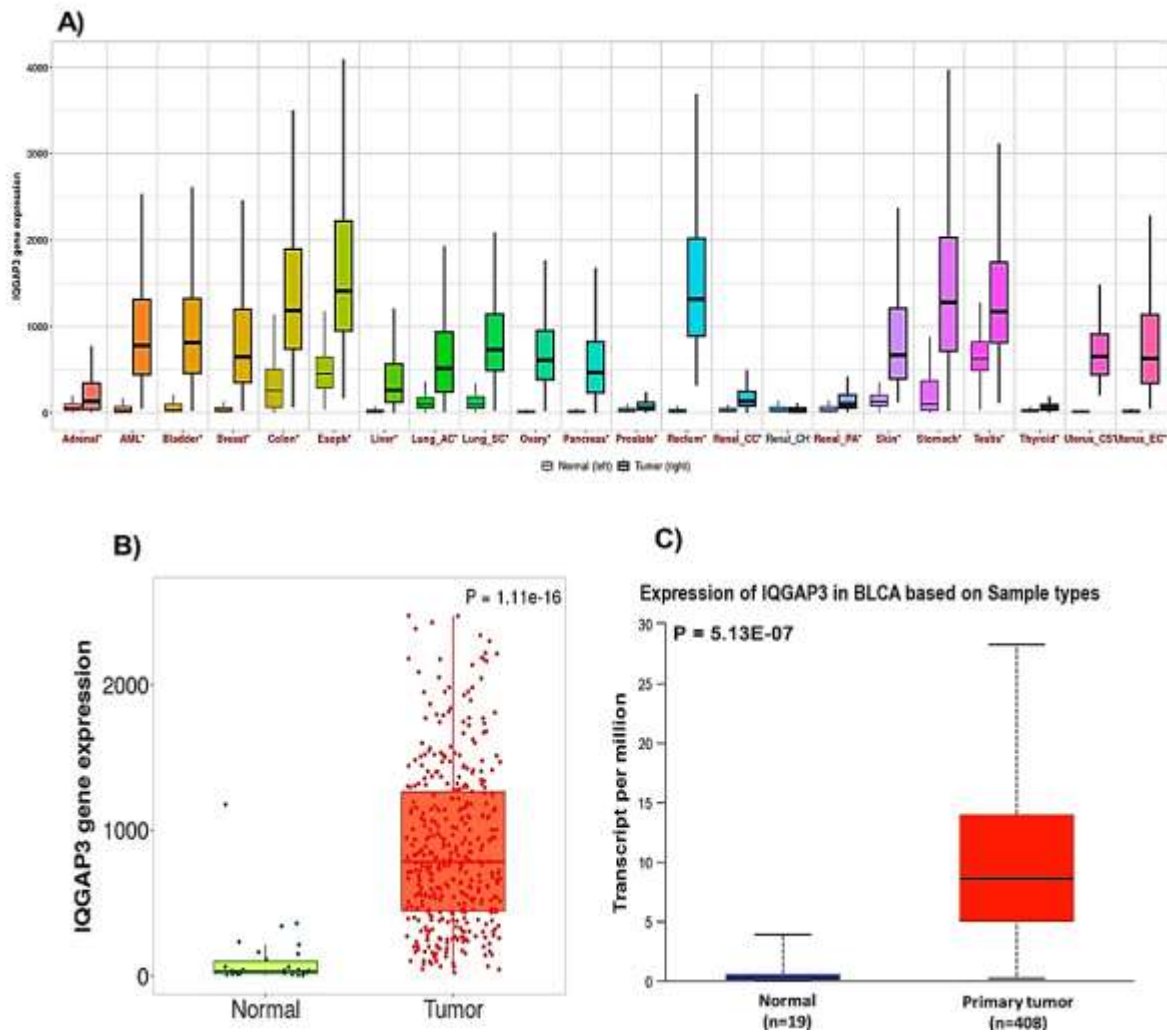 A)
IQGAP3 gene expression
4000
3000
2000
1000
0
Adrenal* AML* Bladder* Breast* Colon* Esoph* Liver* Lung_AC* Lung_SC* Ovary* Pancreas* Prostate* Rectum* Renal_CC* Renal_CH Renal_PA* Skin* Stomach* Testis* Thyroid* Uterus_CS* Uterus_EC*
Normal (left) Tumor (right)
B)
P = 1.11e-16
IQGAP3 gene expression
2000
1000
0
Normal Tumor
C)
Expression of IQGAP3 in BLCA based on Sample types
P = 5.13E-07
Transcript per million
30
25
20
15
10
5
0
Normal Primary tumor
(n=19) (n=408)